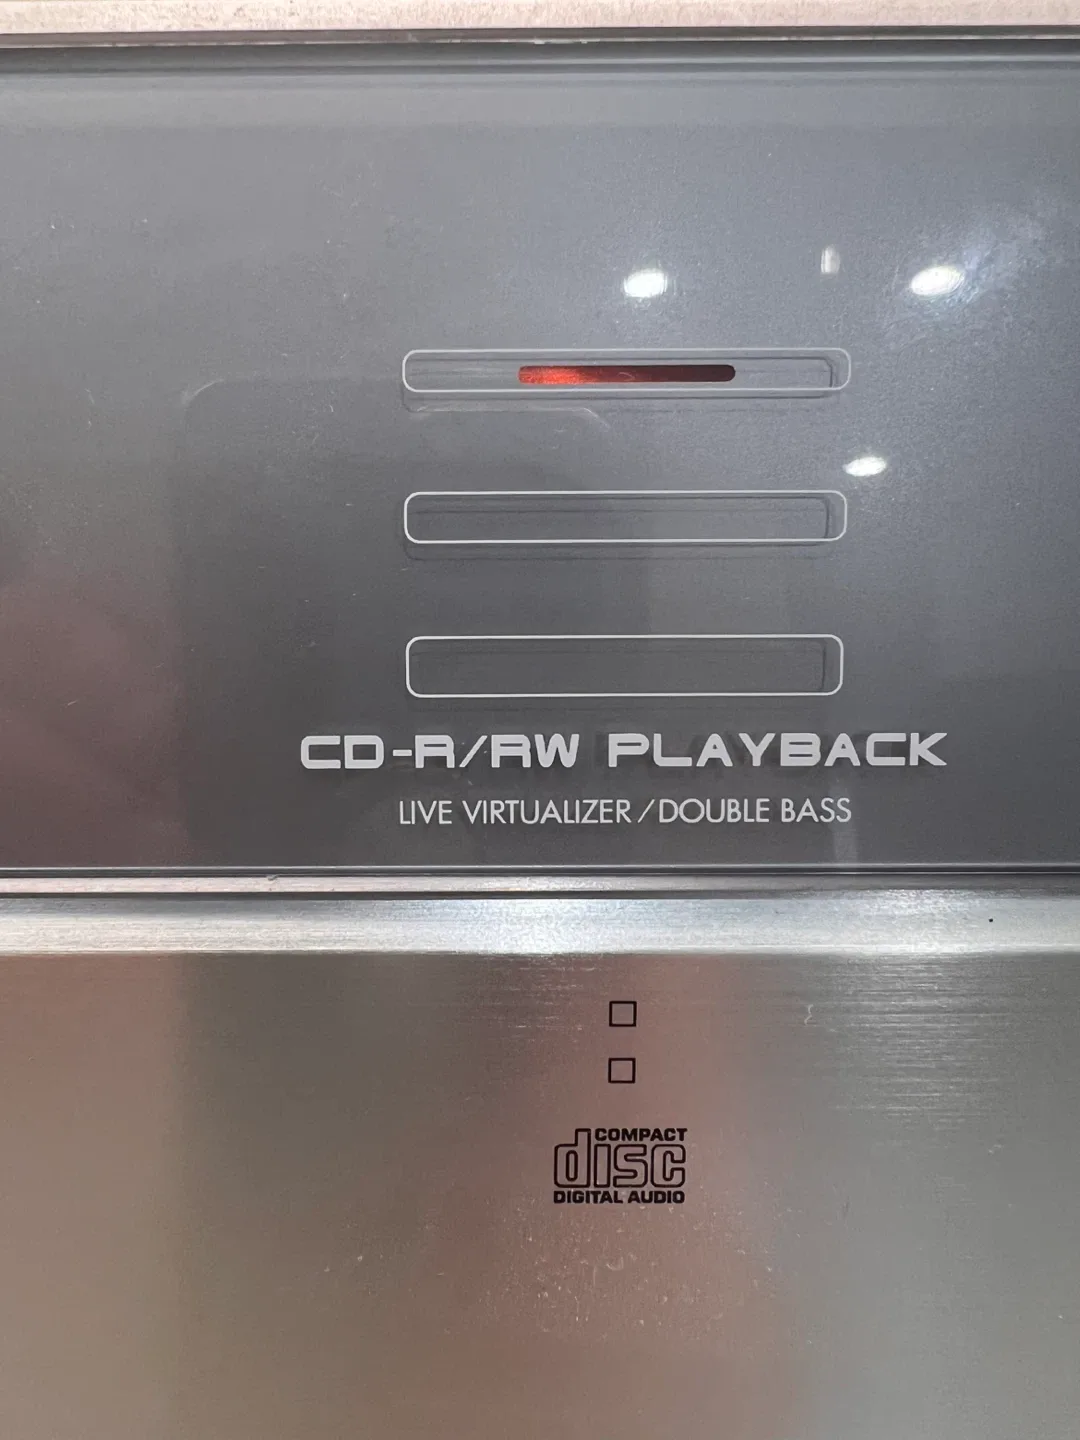 CD-R/RW PLAYBACK
LIVE VIRTUALIZER/DOUBLE BASS
COMPACT
disc
DIGITAL AUDIO